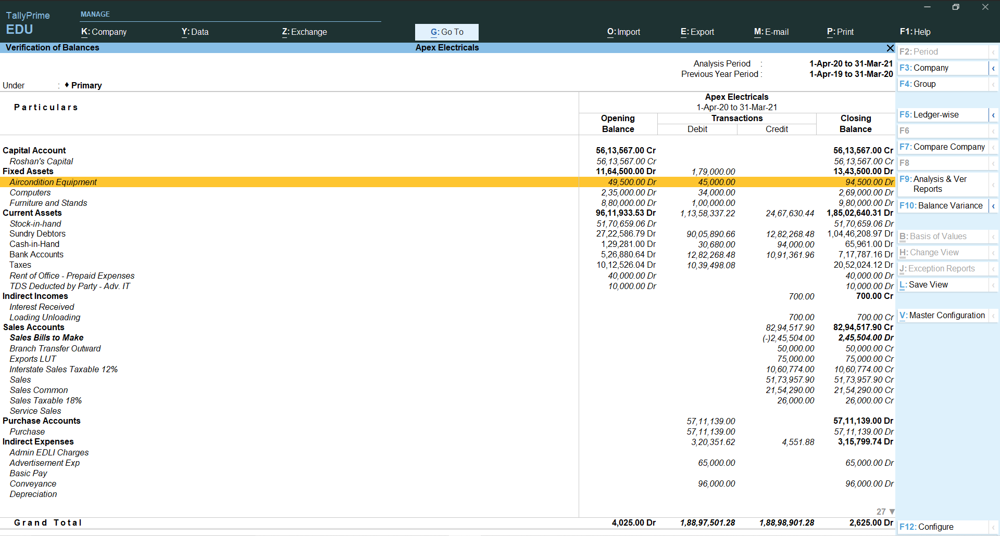 TallyPrime
EDU
MANAGE
K: Company Y: Data Z: Exchange G: Go To O: Import E: Export M: E-mail P: Print F1: Help
Verification of Balances Apex Electricals
Analysis Period : 1-Apr-20 to 31-Mar-21
Previous Year Period : 1-Apr-19 to 31-Mar-20
Under : ♦ Primary
Particulars
Apex Electricals
1-Apr-20 to 31-Mar-21
Opening Balance Transactions Closing Balance
Debit Credit
Capital Account 56,13,567.00 Cr 56,13,567.00 Cr
Roshan's Capital 56,13,567.00 Cr 56,13,567.00 Cr
Fixed Assets 11,64,500.00 Dr 1,79,000.00 13,43,500.00 Dr
Aircondition Equipment 49,500.00 Dr 45,000.00 94,500.00 Dr
Computers 2,35,000.00 Dr 34,000.00 2,69,000.00 Dr
Furniture and Stands 8,80,000.00 Dr 1,00,000.00 9,80,000.00 Dr
Current Assets 96,11,933.53 Dr 1,13,58,337.22 24,67,630.44 1,85,02,640.31 Dr
Stock-in-hand 51,70,659.06 Dr 51,70,659.06 Dr
Sundry Debtors 27,22,586.79 Dr 90,05,890.66 12,82,268.48 1,04,46,208.97 Dr
Cash-in-Hand 1,29,281.00 Dr 30,680.00 94,000.00 65,961.00 Dr
Bank Accounts 5,26,880.64 Dr 12,82,268.48 10,91,361.96 7,17,787.16 Dr
Taxes 10,12,526.04 Dr 10,39,498.08 20,52,024.12 Dr
Rent of Office - Prepaid Expenses 40,000.00 Dr 40,000.00 Dr
TDS Deducted by Party - Adv. IT 10,000.00 Dr 10,000.00 Dr
Indirect Incomes 700.00 700.00 Cr
Interest Received
Loading Unloading 700.00 700.00 Cr
Sales Accounts 82,94,517.90 82,94,517.90 Cr
Sales Bills to Make (-)2,45,504.00 2,45,504.00 Dr
Branch Transfer Outward 50,000.00 50,000.00 Cr
Exports LUT 75,000.00 75,000.00 Cr
Interstate Sales Taxable 12% 10,60,774.00 10,60,774.00 Cr
Sales 51,73,957.90 51,73,957.90 Cr
Sales Common 21,54,290.00 21,54,290.00 Cr
Sales Taxable 18% 26,000.00 26,000.00 Cr
Service Sales
Purchase Accounts 57,11,139.00 57,11,139.00 Dr
Purchase 57,11,139.00 57,11,139.00 Dr
Indirect Expenses 3,20,351.62 4,551.88 3,15,799.74 Dr
Admin EDLI Charges
Advertisement Exp 65,000.00 65,000.00 Dr
Basic Pay
Conveyance 96,000.00 96,000.00 Dr
Depreciation
27 ▼
Grand Total 4,025.00 Dr 1,88,97,501.28 1,88,98,901.28 2,625.00 Dr
F2: Period
F3: Company
F4: Group
F5: Ledger-wise
F6
F7: Compare Company
F8
F9: Analysis & Ver
Reports
F10: Balance Variance
B: Basis of Values
H: Change View
J: Exception Reports
L: Save View
V: Master Configuration
F12: Configure